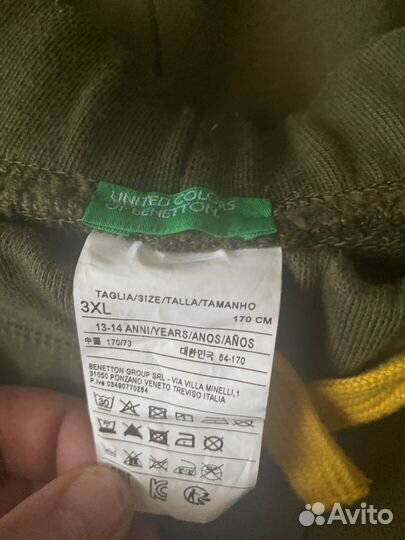 UNITED COLORS
OF BENETTON.
TAGLIA/SIZE/TALLA/TAMANHO
3XL 170 CM
13-14 ANNI/YEARS/ANOS/AÑOS
中国 170/73 대한민국 64-170
BENETTON GROUP SRL - VIA VILLA MINELLI,1
31050 PONZANO VENETO TREVISO ITALIA
P.I. 03490770264
30
Avito